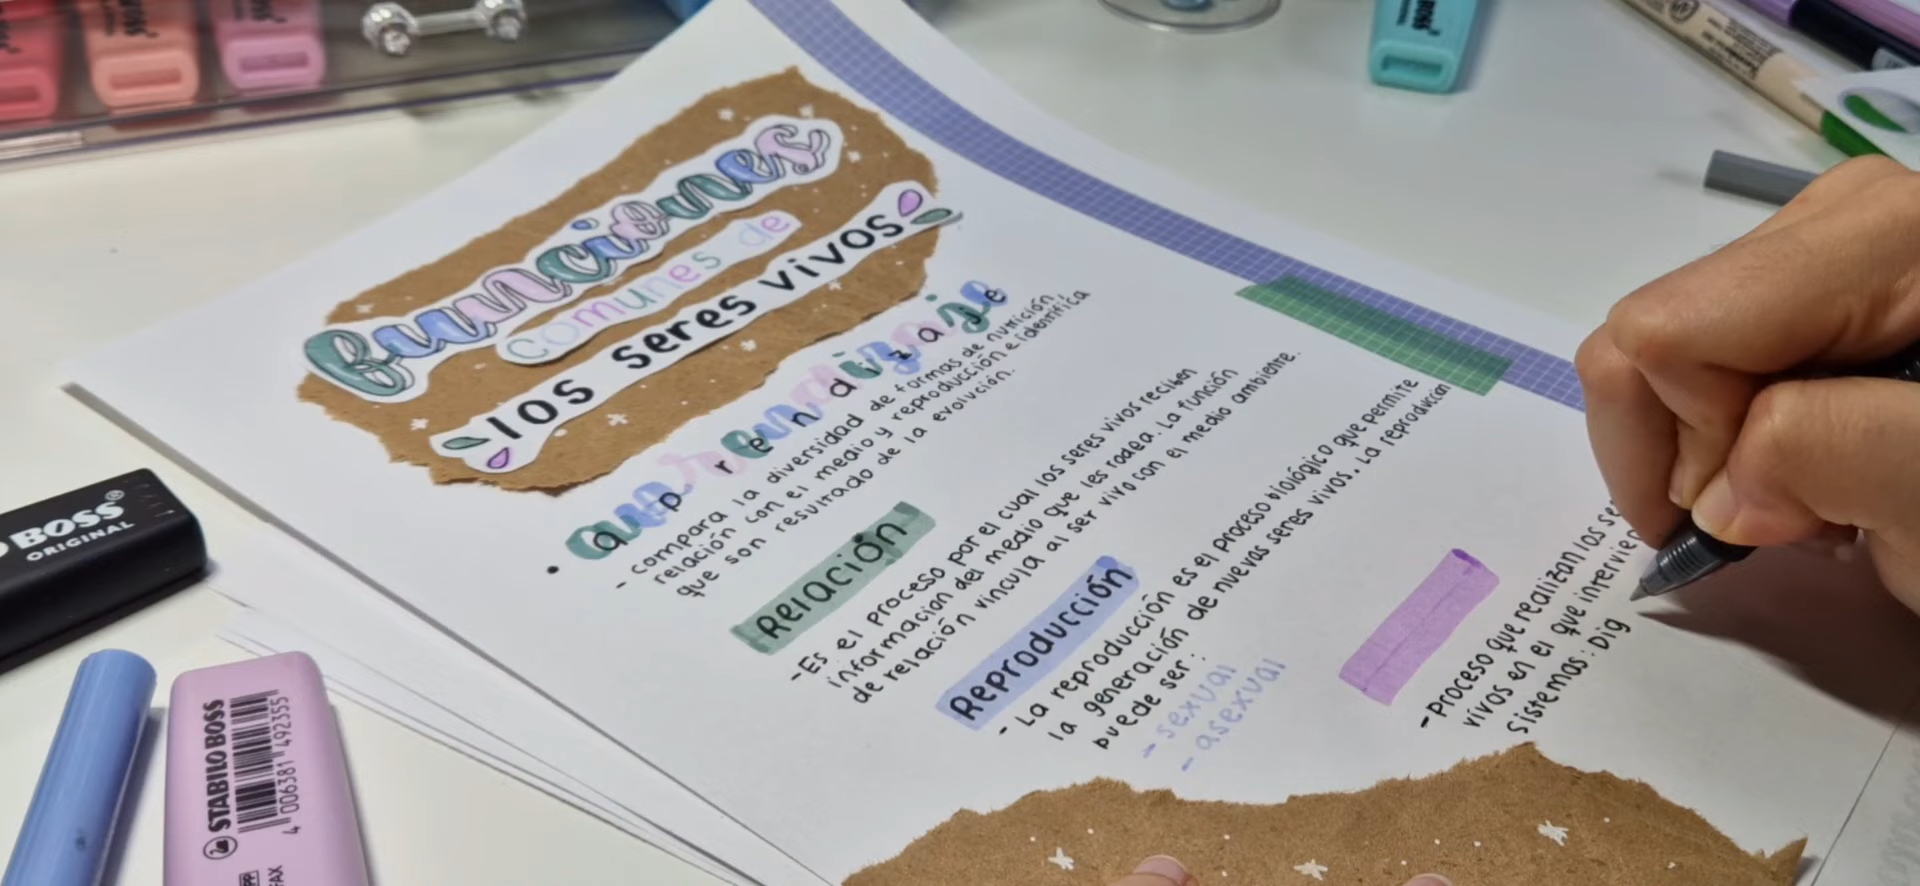 funciones
comunes de
los seres vivos
• aprendizaje
- compara la diversidad de formas de nutrición,
relación con el medio y reproducción e identifica
que son resultado de la evolución.
Relación
- Es el proceso por el cual los seres vivos reciben
información del medio que les rodea. La función
de relación vincula al ser vivo con el medio ambiente.
Reproducción
- La reproducción es el proceso biológico que permite
la generación de nuevas seres vivos. La reproducción
puede ser:
- sexual
- asexual
- Proceso que realizan los
vivos en el que
sistemas: Dig
BOSS®
ORIGINAL
STABILO BOSS
4 006381 492355